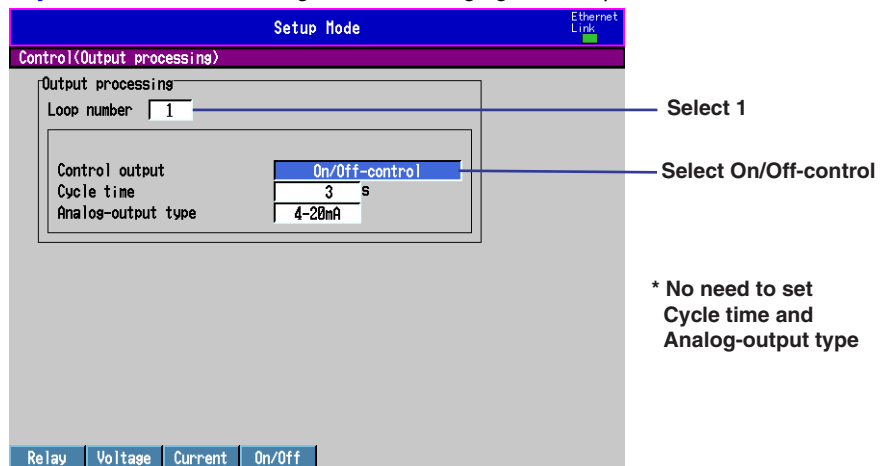 Setup Mode
Ethernet
Link
Control(Output processing)
Output processing
Loop number 1
Select 1
Control output On/Off-control
Select On/Off-control
Cycle time 3 s
Analog-output type 4-20mA
* No need to set
Cycle time and
Analog-output type
Relay Voltage Current On/Off